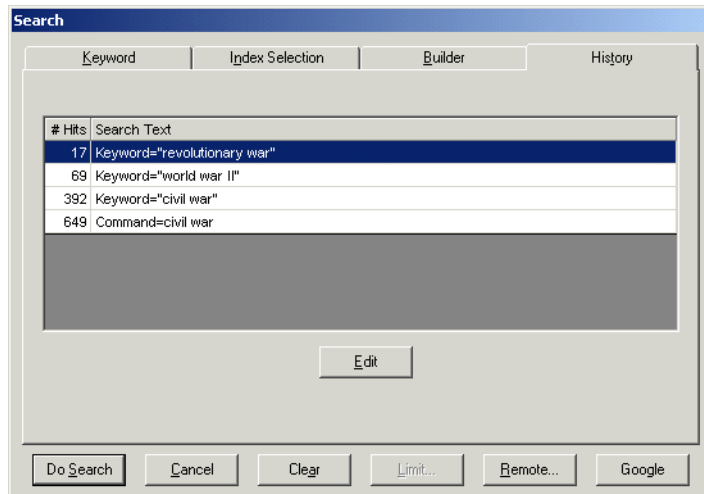 Search
Keyword Index Selection Builder History
# Hits Search Text
17 Keyword="revolutionary war"
69 Keyword="world war II"
392 Keyword="civil war"
649 Command=civil war
Edit
Do Search Cancel Clear Limit... Remote... Google